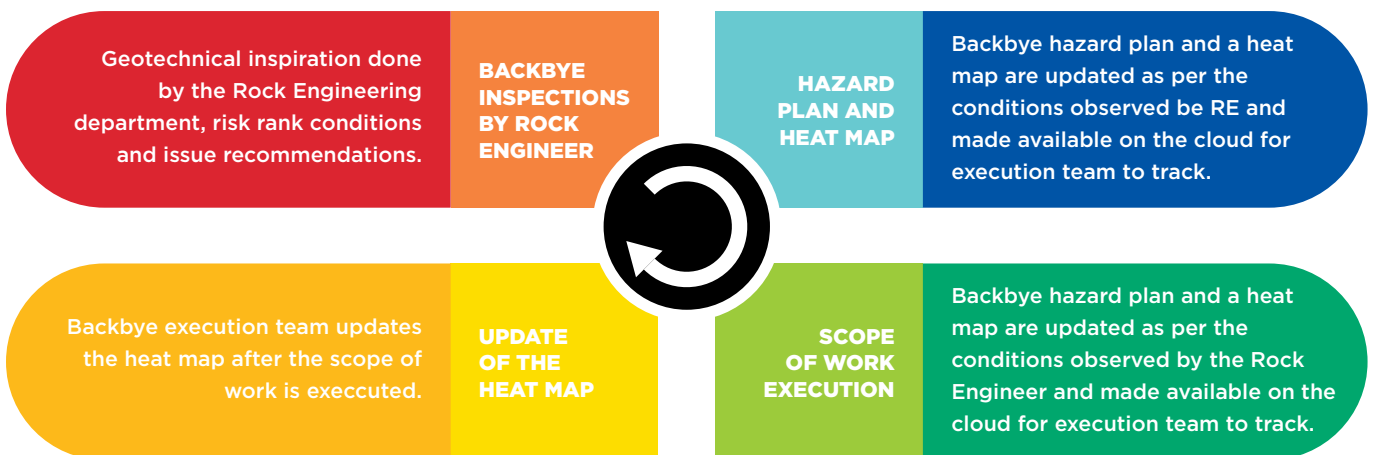 Geotechnical inspiration done
by the Rock Engineering
department, risk rank conditions
and issue recommendations.
BACKBYE
INSPECTIONS
BY ROCK
ENGINEER
HAZARD
PLAN AND
HEAT MAP
Backbye hazard plan and a heat
map are updated as per the
conditions observed be RE and
made available on the cloud for
execution team to track.
Backbye execution team updates
the heat map after the scope of
work is execcuted.
UPDATE
OF THE
HEAT MAP
SCOPE
OF WORK
EXECUTION
Backbye hazard plan and a heat
map are updated as per the
conditions observed by the Rock
Engineer and made available on the
cloud for execution team to track.